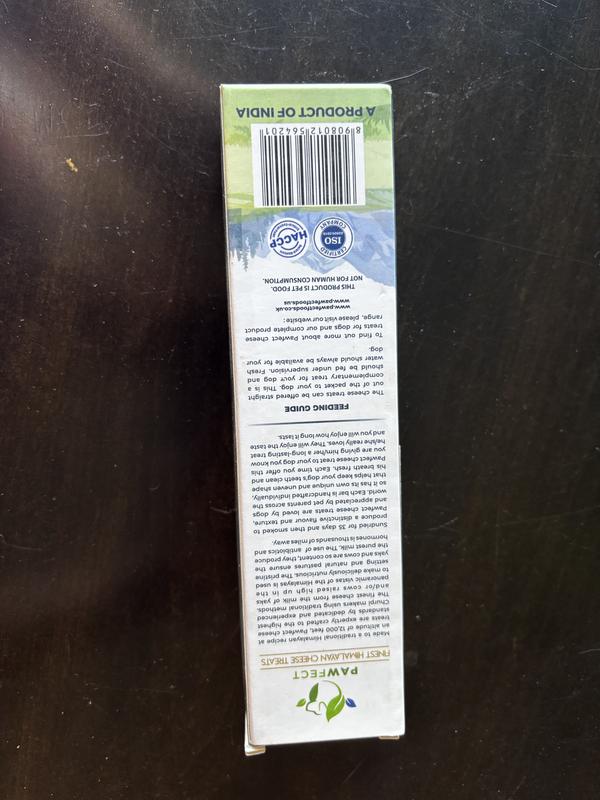 PAWFECT
FINEST HIMALAYAN CHEESE TREATS
Made to a traditional Himalayan recipe at
an altitude of 12,000 feet, Pawfect cheese
treats are expertly crafted to the highest
standards by dedicated and experienced
Churpi makers using traditional methods.
The finest cheese from the milk of yaks
and/or cows raised high up in the
panoramic vistas of the Himalayas is used
to make deliciously nutritious. The pristine
setting and natural pastures ensure the
yaks and cows are so content, they produce
the purest milk. The use of antibiotics and
hormones is thousands of miles away.
Sundried for 35 days and then smoked to
produce a distinctive flavour and texture,
Pawfect cheese treats are loved by dogs
and appreciated by pet parents across the
world. Each bar is handcrafted individually,
so it has its own unique and uneven shape
that helps keep your dog's teeth clean and
his breath fresh. Each time you offer this
Pawfect cheese treat to your dog you know
you are giving him/her a long-lasting treat
he/she really loves. They will enjoy the taste
and you will enjoy how long it lasts.
FEEDING GUIDE
The cheese treats can be offered straight
out of the packet to your dog. This is a
complementary treat for your dog and
should be fed under supervision. Fresh
water should always be available for your
dog.
To find out more about Pawfect cheese
treats for dogs and our complete product
range, please visit our website:
www.pawfectfoods.co.uk
www.pawfectfoods.us
THIS PRODUCT IS PET FOOD.
NOT FOR HUMAN CONSUMPTION.
CERTIFIED
ISO
COMPANY
HACCP
8 908012 564201
A PRODUCT OF INDIA